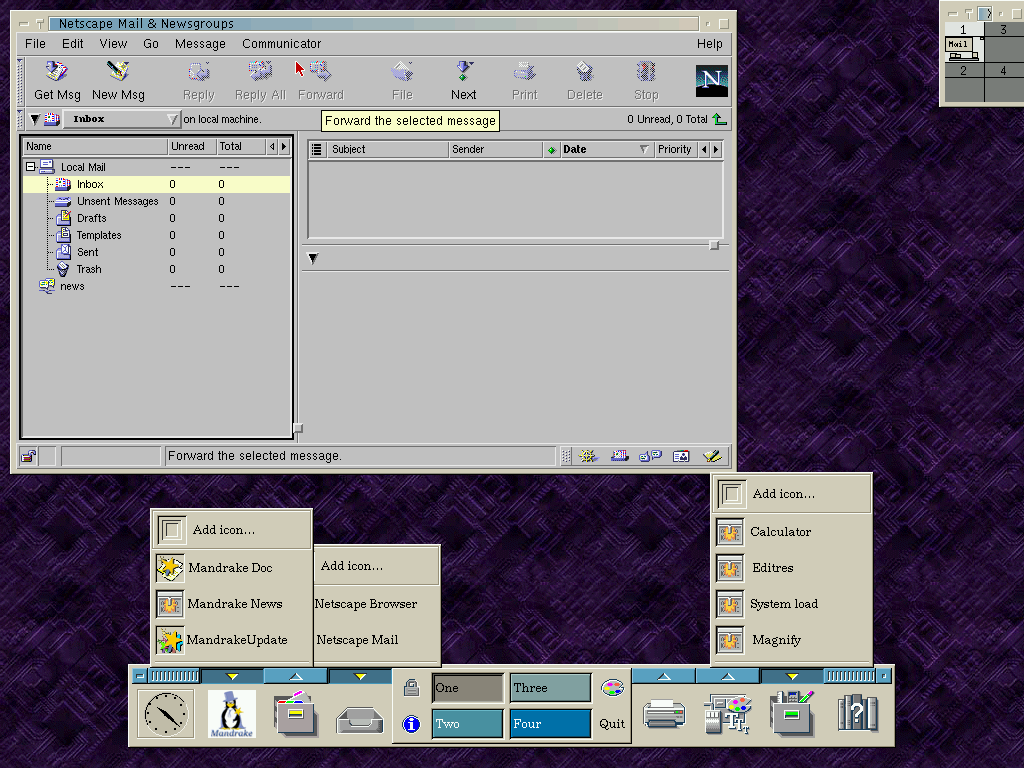 Netscape Mail & Newsgroups
File Edit View Go Message Communicator Help
Get Msg New Msg Reply Reply All Forward File Next Print Delete Stop
N
Inbox on local machine. Forward the selected message 0 Unread, 0 Total
Name Unread Total
Subject Sender Date Priority
Local Mail --- ---
Inbox 0 0
Unsent Messages 0 0
Drafts 0 0
Templates 0 0
Sent 0 0
Trash 0 0
news --- ---
Forward the selected message.
1 3
Mail
2 4
Add icon...
Mandrake Doc
Mandrake News
MandrakeUpdate
Add icon...
Netscape Browser
Netscape Mail
Add icon...
Calculator
Editres
System load
Magnify
Mandrake
One Three
Two Four Quit